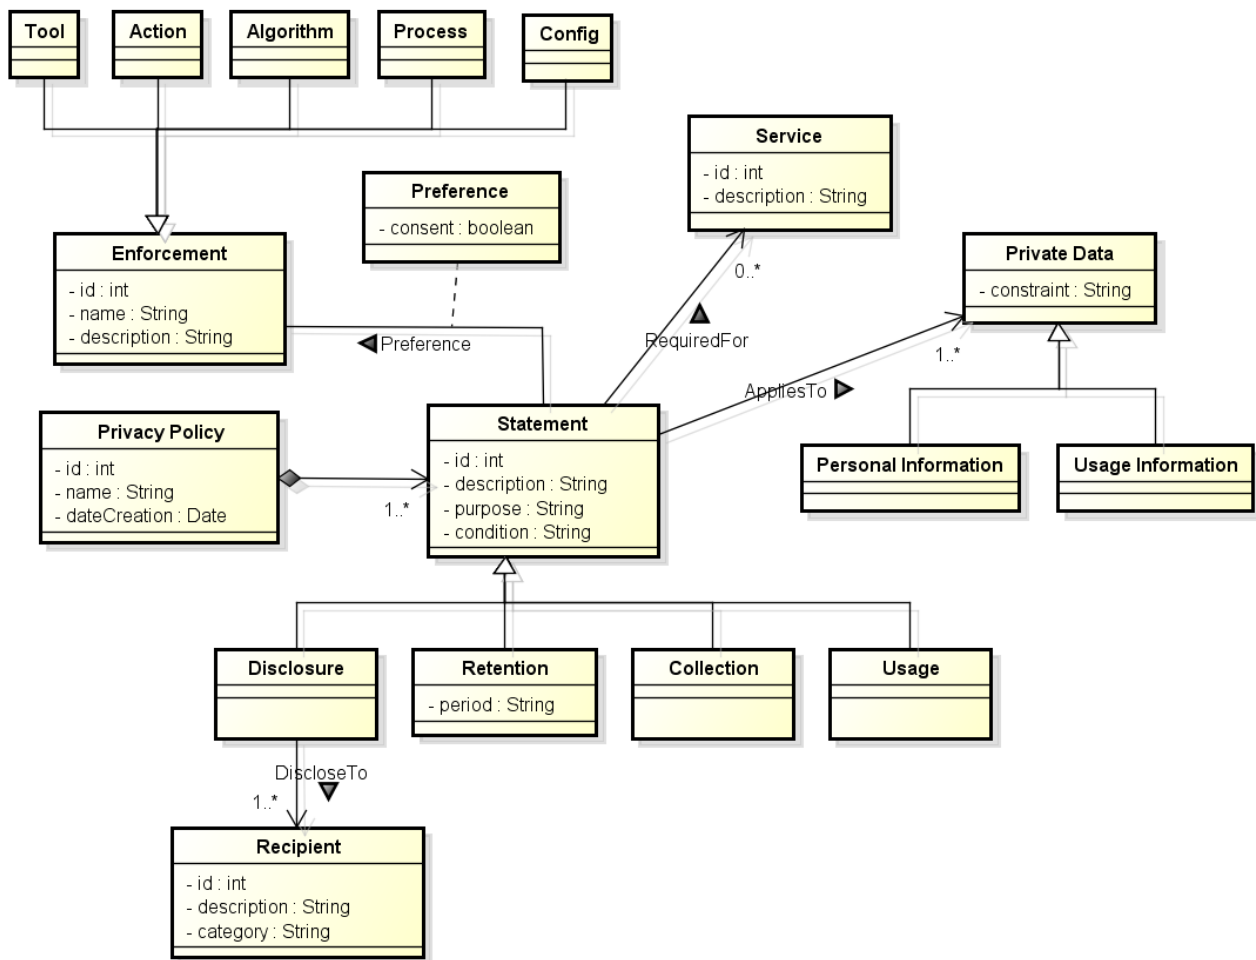 Tool
Action
Algorithm
Process
Config
Service
- id : int
- description : String
Preference
- consent : boolean
Enforcement
- id : int
- name : String
- description : String
Private Data
- constraint : String
0..*
Preference
RequiredFor
1..*
AppliesTo
Privacy Policy
- id : int
- name : String
- dateCreation : Date
1..*
Statement
- id : int
- description : String
- purpose : String
- condition : String
Personal Information
Usage Information
Disclosure
Retention
- period : String
Collection
Usage
DiscloseTo
1..*
Recipient
- id : int
- description : String
- category : String